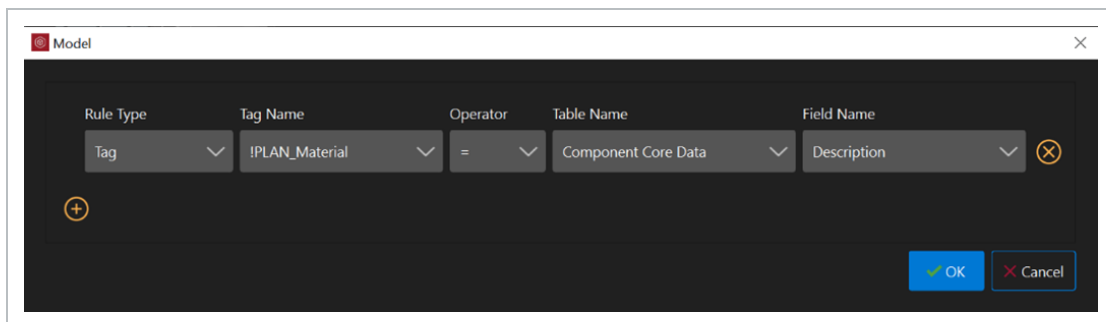 Model
Rule Type Tag Name Operator Table Name Field Name
Tag !PLAN_Material = Component Core Data Description
OK Cancel